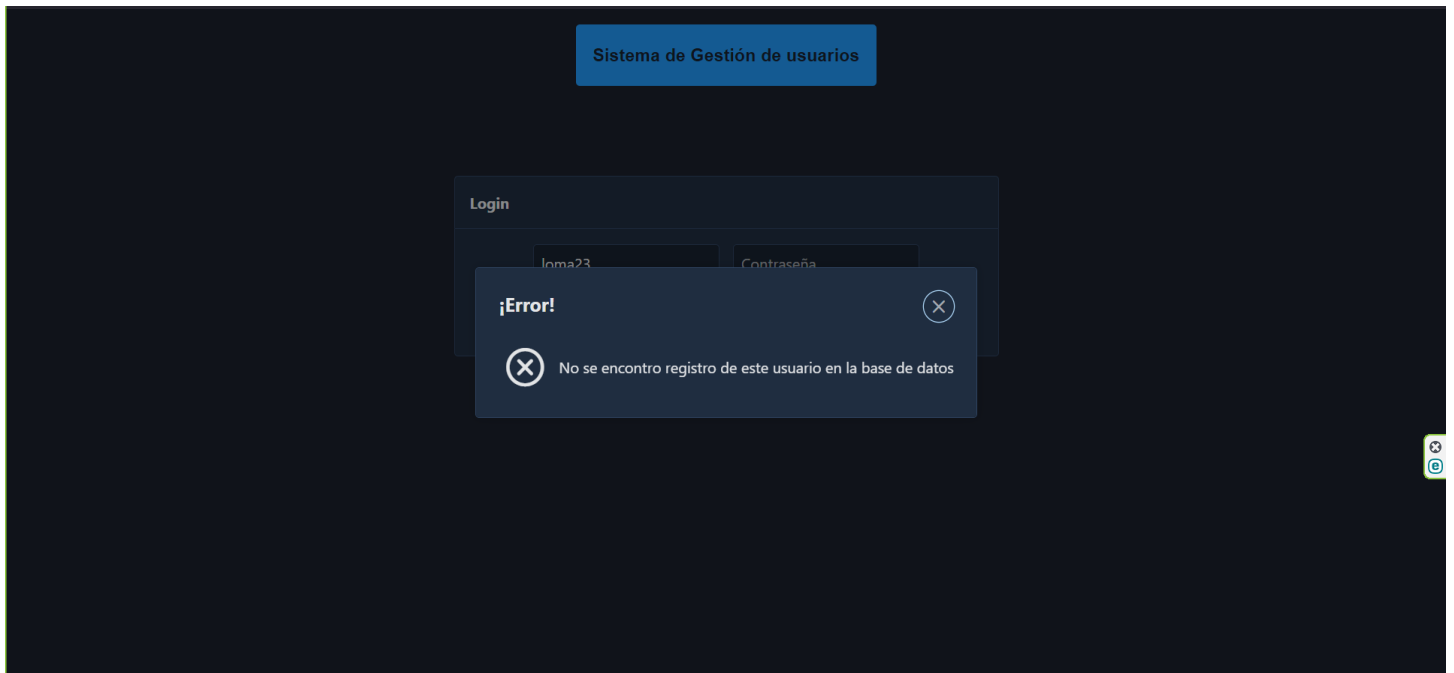 Sistema de Gestión de usuarios
Login
loma23
Contraseña
¡Error!
No se encontro registro de este usuario en la base de datos
e